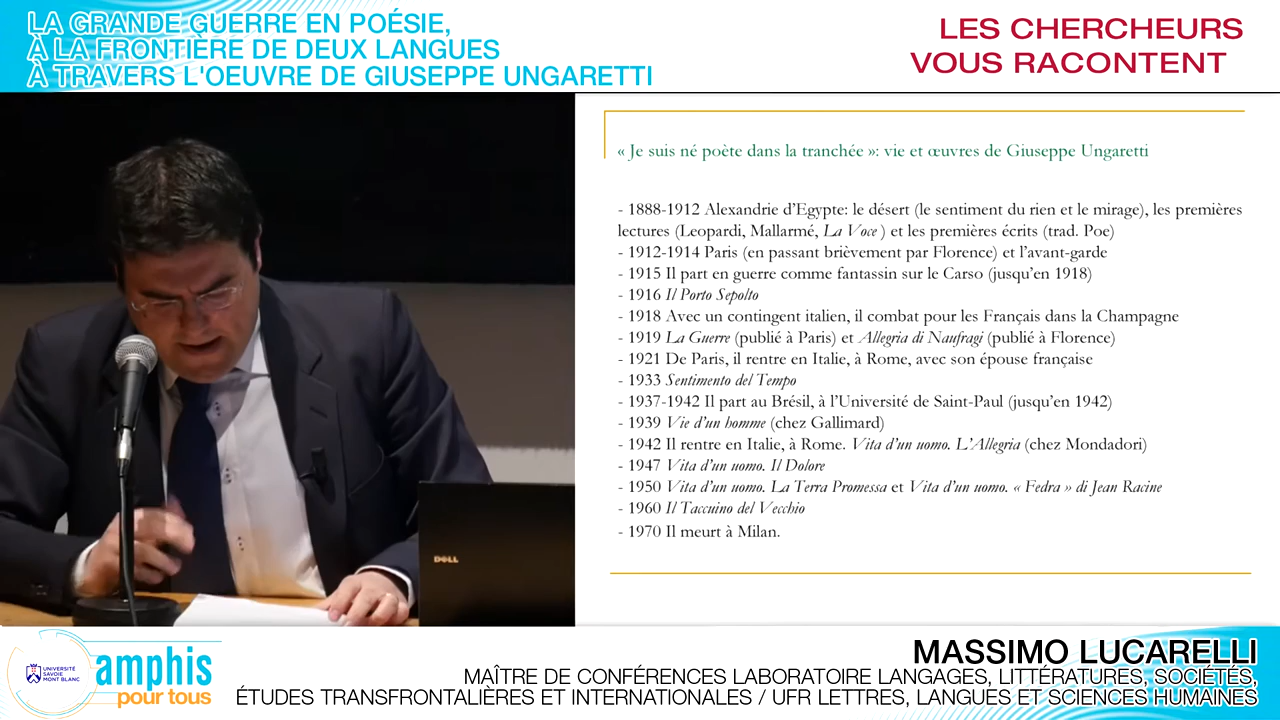 LA GRANDE GUERRE EN POÉSIE,
À LA FRONTIÈRE DE DEUX LANGUES
À TRAVERS L'OEUVRE DE GIUSEPPE UNGARETTI
LES CHERCHEURS
VOUS RACONTENT
« Je suis né poète dans la tranchée »: vie et œuvres de Giuseppe Ungaretti
- 1888-1912 Alexandrie d'Egypte: le désert (le sentiment du rien et le mirage), les premières
lectures (Leopardi, Mallarmé, La Voce ) et les premières écrits (trad. Poe)
- 1912-1914 Paris (en passant brièvement par Florence) et l'avant-garde
- 1915 Il part en guerre comme fantassin sur le Carso (jusqu'en 1918)
- 1916 Il Porto Sepolto
- 1918 Avec un contingent italien, il combat pour les Français dans la Champagne
- 1919 La Guerre (publié à Paris) et Allegria di Naufragi (publié à Florence)
- 1921 De Paris, il rentre en Italie, à Rome, avec son épouse française
- 1933 Sentimento del Tempo
- 1937-1942 Il part au Brésil, à l'Université de Saint-Paul (jusqu'en 1942)
- 1939 Vie d'un homme (chez Gallimard)
- 1942 Il rentre en Italie, à Rome. Vita d'un uomo. L'Allegria (chez Mondadori)
- 1947 Vita d'un uomo. Il Dolore
- 1950 Vita d'un uomo. La Terra Promessa et Vita d'un uomo. « Fedra » di Jean Racine
- 1960 Il Taccuino del Vecchio
- 1970 Il meurt à Milan.
DELL
UNIVERSITÉ
SAVOIE
MONT BLANC
amphis
pour tous
MASSIMO LUCARELLI
MAÎTRE DE CONFÉRENCES LABORATOIRE LANGAGES, LITTÉRATURES, SOCIÉTÉS,
ÉTUDES TRANSFRONTALIÈRES ET INTERNATIONALES / UFR LETTRES, LANGUES ET SCIENCES HUMAINES